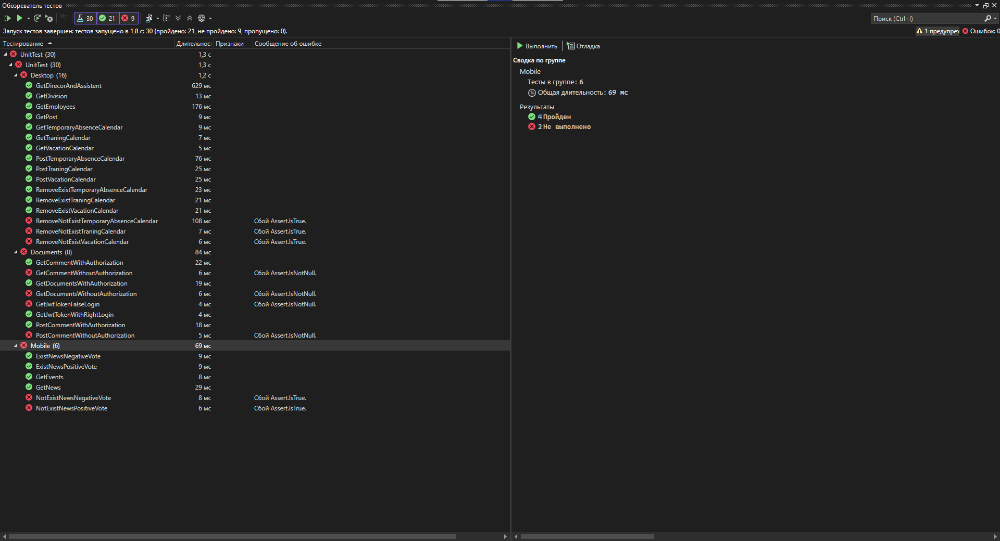 Обозреватель тестов
30 21 9
Поиск (Ctrl+I)
Запуск тестов завершен: тестов запущено в 1,8 с: 30 (пройдено: 21, не пройдено: 9, пропущено: 0).
1 предупреж Ошибок: 0
Тестирование Длительност Признаки Сообщение об ошибке
UnitTest (30) 1,3 с
UnitTest (30) 1,3 с
Desktop (16) 1,2 с
GetDirecorAndAssistent 629 мс
GetDivision 13 мс
GetEmployees 176 мс
GetPost 9 мс
GetTemporaryAbsenceCalendar 9 мс
GetTraningCalendar 7 мс
GetVacationCalendar 5 мс
PostTemporaryAbsenceCalendar 76 мс
PostTraningCalendar 25 мс
PostVacationCalendar 25 мс
RemoveExistTemporaryAbsenceCalendar 23 мс
RemoveExistTraningCalendar 21 мс
RemoveExistVacationCalendar 21 мс
RemoveNotExistTemporaryAbsenceCalendar 108 мс Сбой Assert.IsTrue.
RemoveNotExistTraningCalendar 7 мс Сбой Assert.IsTrue.
RemoveNotExistVacationCalendar 6 мс Сбой Assert.IsTrue.
Documents (8) 84 мс
GetCommentWithAuthorization 22 мс
GetCommentWithoutAuthorization 6 мс Сбой Assert.IsNotNull.
GetDocumentsWithAuthorization 19 мс
GetDocumentsWithoutAuthorization 6 мс Сбой Assert.IsNotNull.
GetJwtTokenFalseLogin 4 мс Сбой Assert.IsNotNull.
GetJwtTokenWithRightLogin 4 мс
PostCommentWithAuthorization 18 мс
PostCommentWithoutAuthorization 5 мс Сбой Assert.IsNotNull.
Mobile (6) 69 мс
ExistNewsNegativeVote 9 мс
ExistNewsPositiveVote 9 мс
GetEvents 8 мс
GetNews 29 мс
NotExistNewsNegativeVote 8 мс Сбой Assert.IsTrue.
NotExistNewsPositiveVote 6 мс Сбой Assert.IsTrue.
Выполнить Отладка
Сводка по группе
Mobile
Тесты в группе: 6
Общая длительность: 69 мс
Результаты
4 Пройден
2 Не выполнено